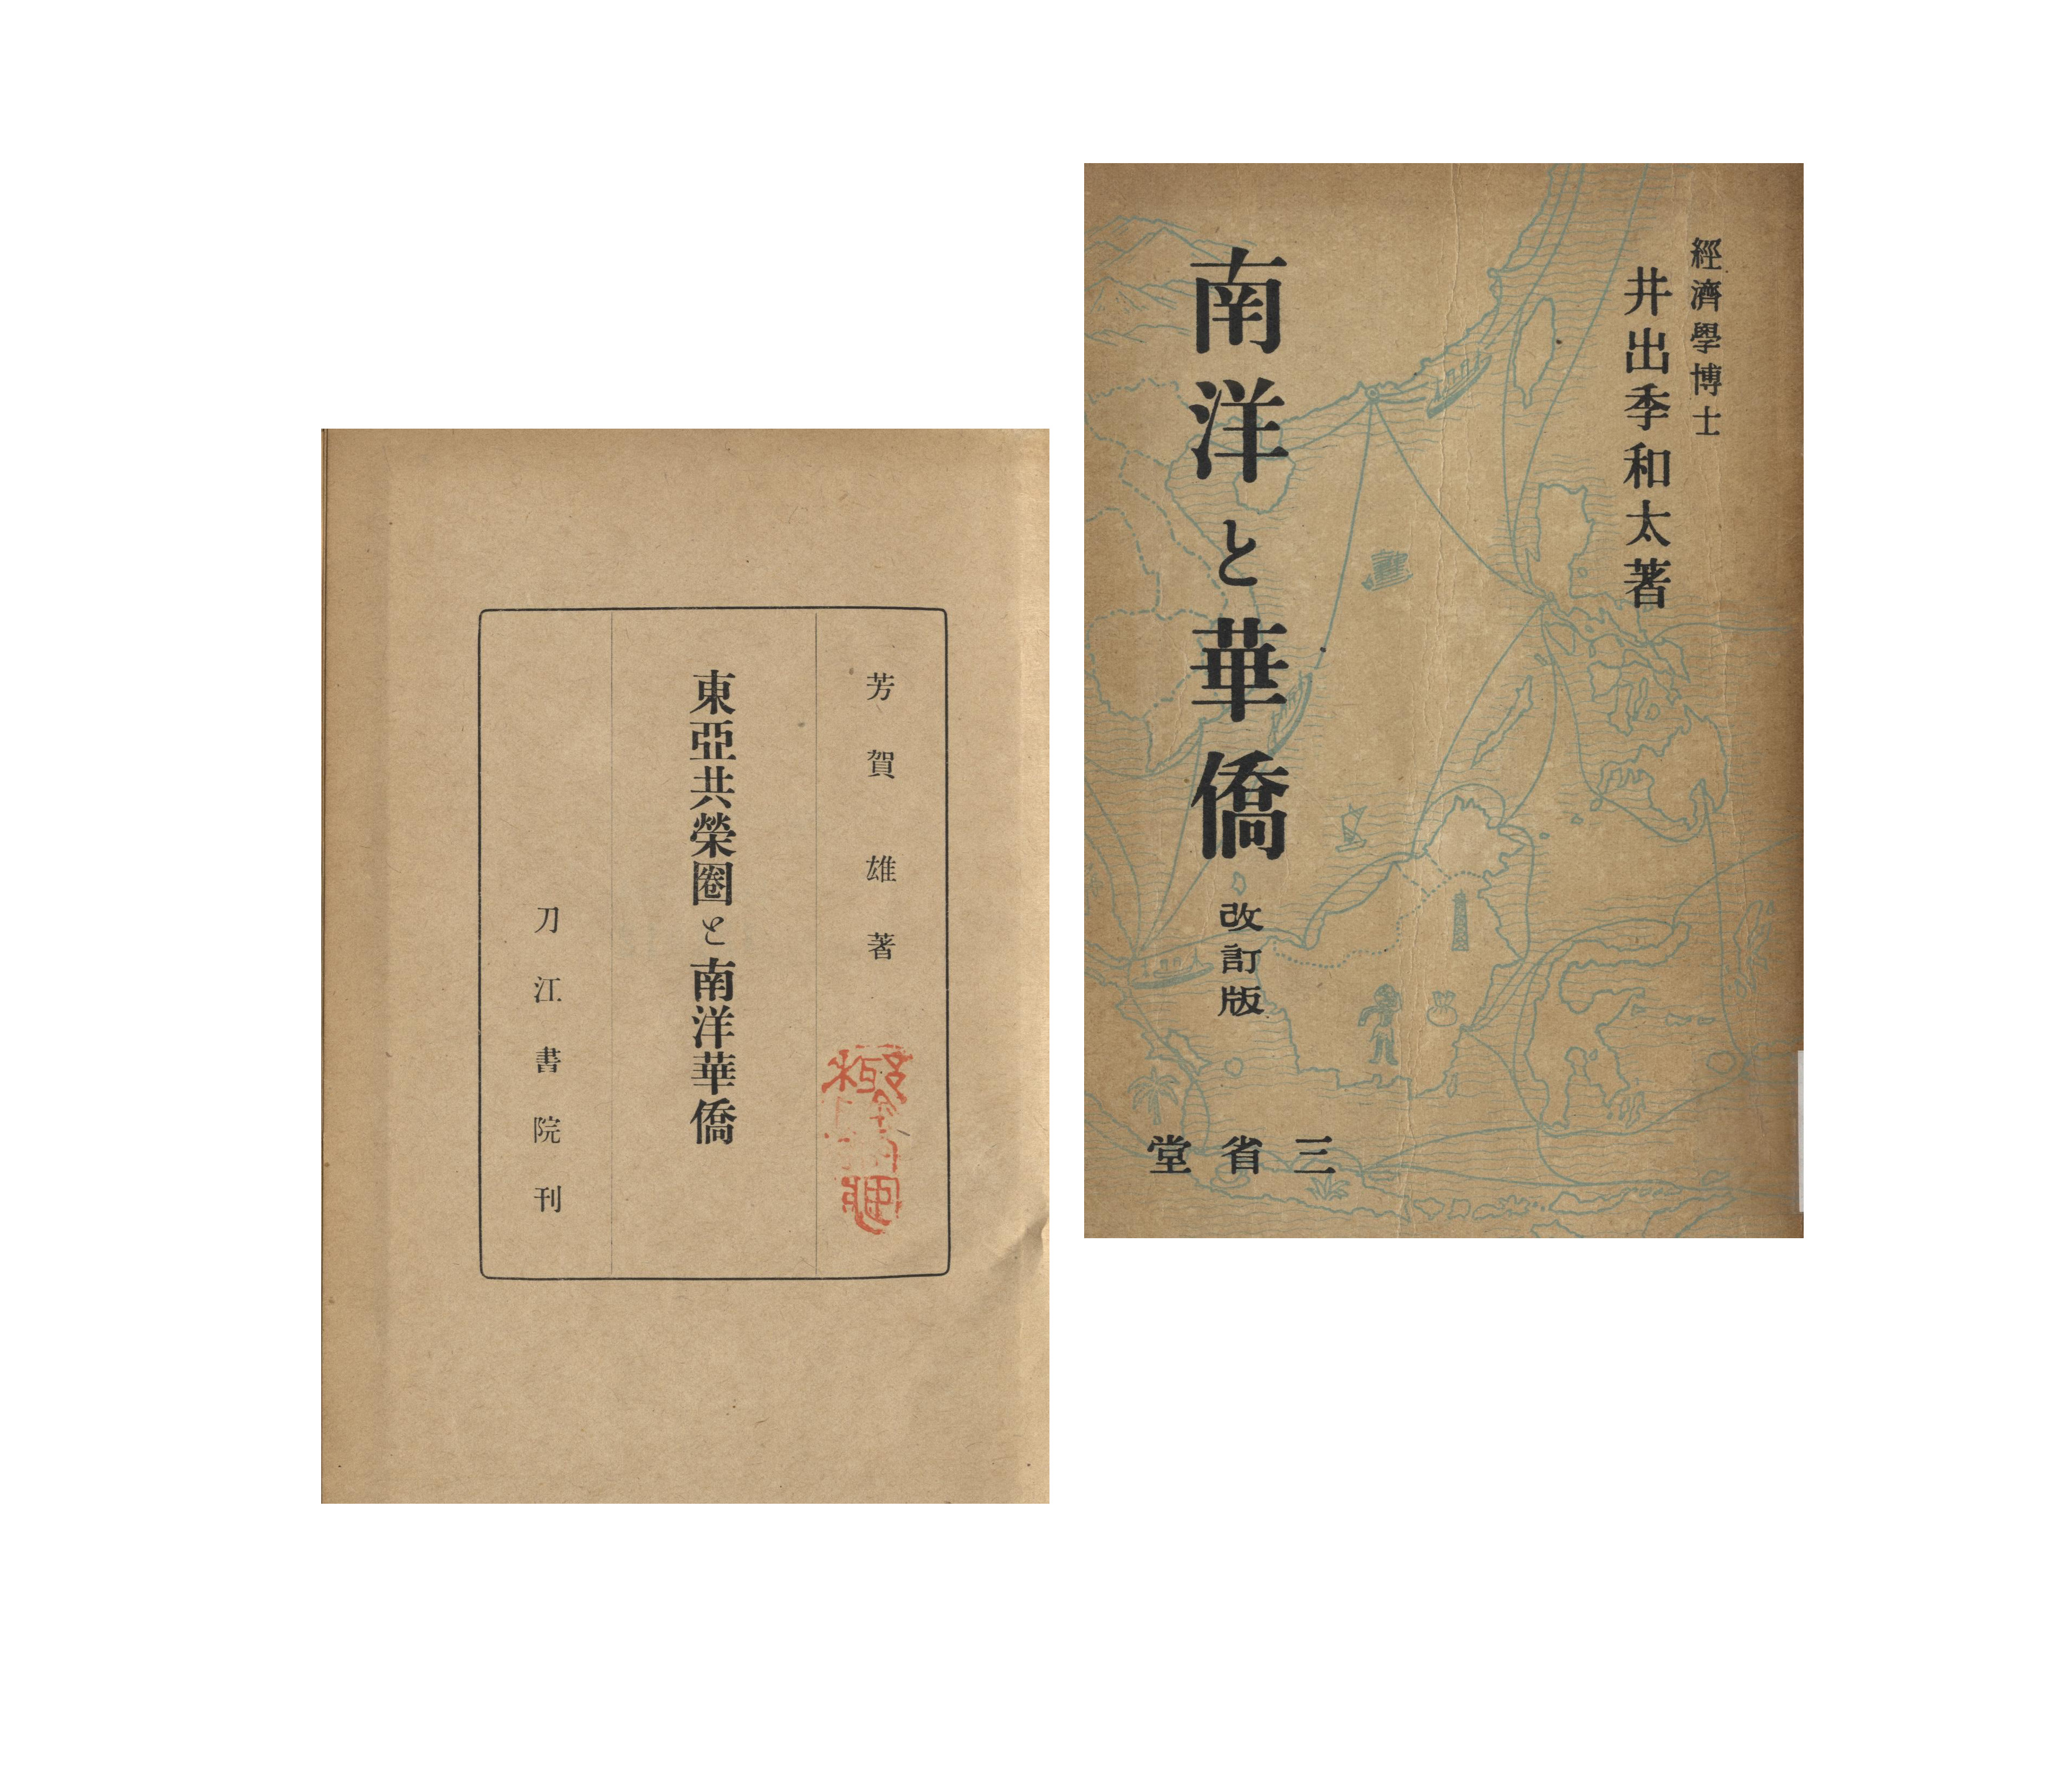 芳賀雄著
東亞共榮圈と南洋華僑
刀江書院刊
經濟學博士
井出季和太著
南洋と華僑 改訂版
三省堂